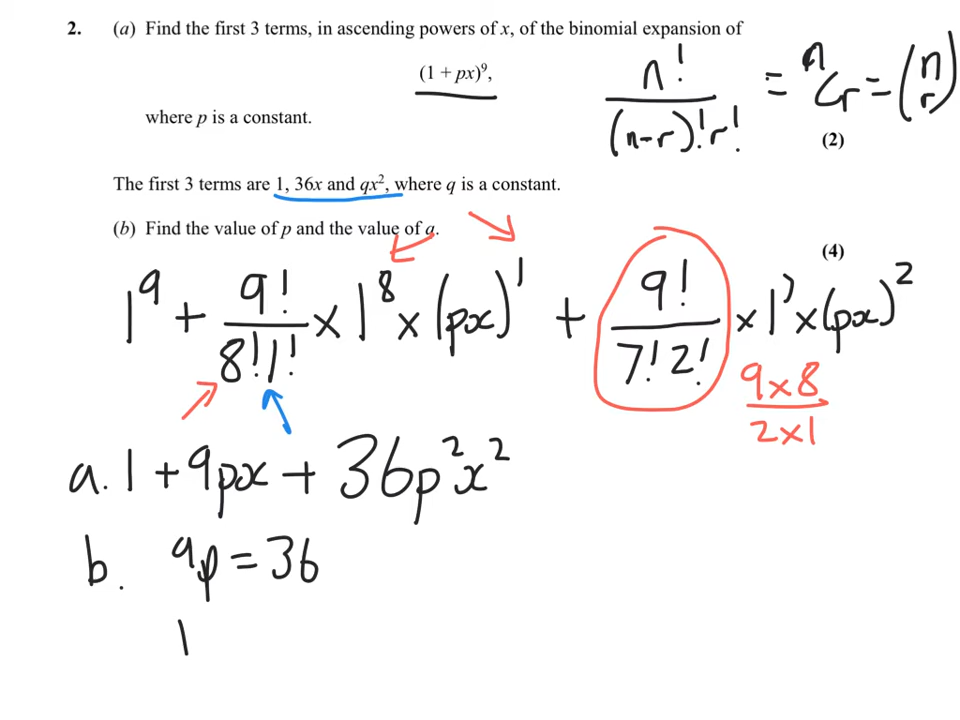 2. (a) Find the first 3 terms, in ascending powers of x, of the binomial expansion of
(1 + px)⁹,
n!/((n-r)!r!) = ⁿCr = (n r)
where p is a constant.
(2)
The first 3 terms are 1, 36x and qx², where q is a constant.
(b) Find the value of p and the value of q.
(4)
1⁹ + 9!/(8!1!) × 1⁸ × (px)¹ + 9!/(7!2!) × 1⁷ × (px)²
9×8/2×1
a. 1 + 9px + 36p²x²
b. 9p = 36
1